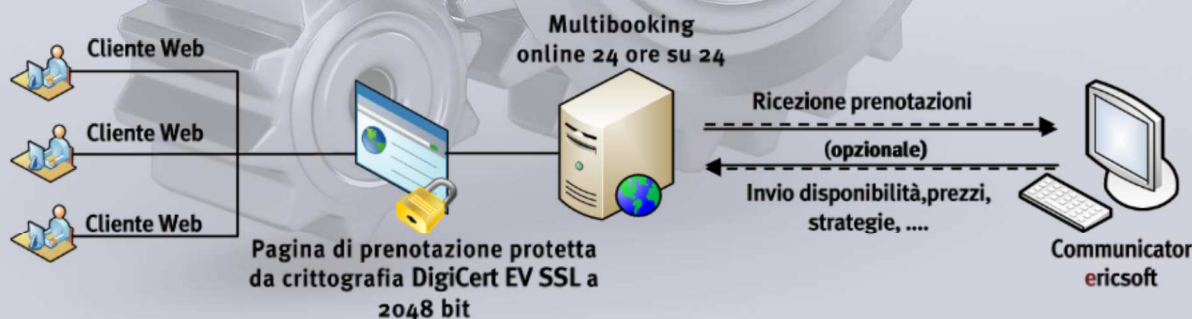 Multibooking
online 24 ore su 24
Cliente Web
Cliente Web
Cliente Web
Pagina di prenotazione protetta
da crittografia DigiCert EV SSL a
2048 bit
Ricezione prenotazioni
(opzionale)
Invio disponibilità,prezzi,
strategie, ....
Communicator
ericsoft